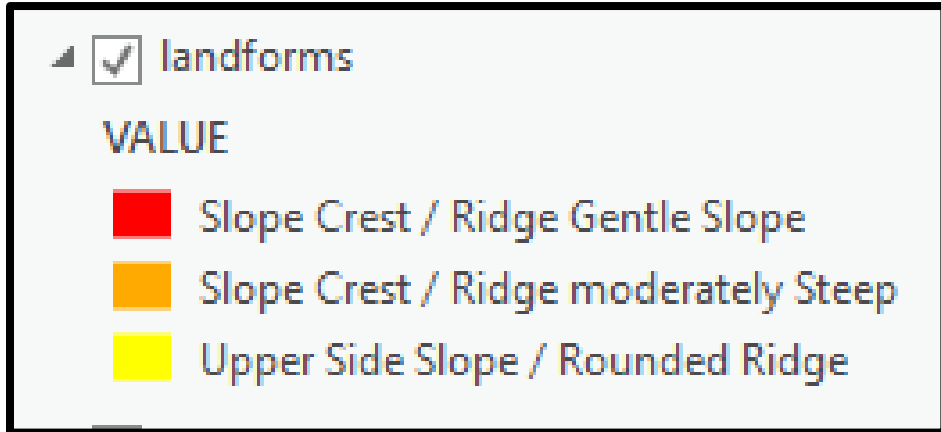 landforms
VALUE
Slope Crest / Ridge Gentle Slope
Slope Crest / Ridge moderately Steep
Upper Side Slope / Rounded Ridge